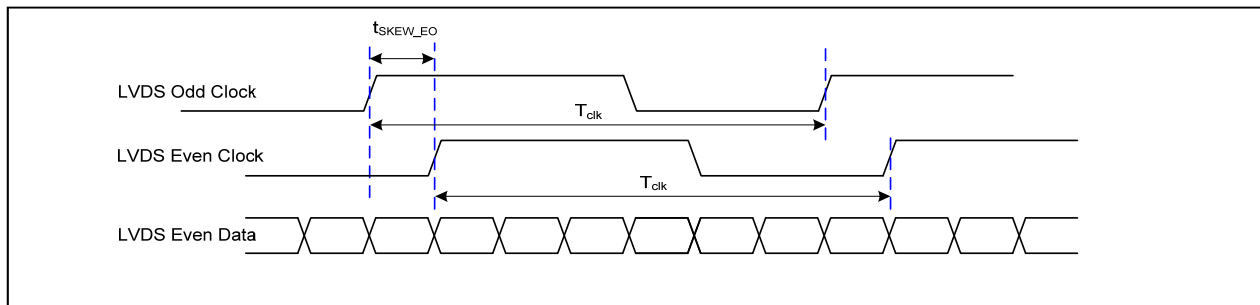 tSKEW_EO
LVDS Odd Clock
Tclk
LVDS Even Clock
Tclk
LVDS Even Data